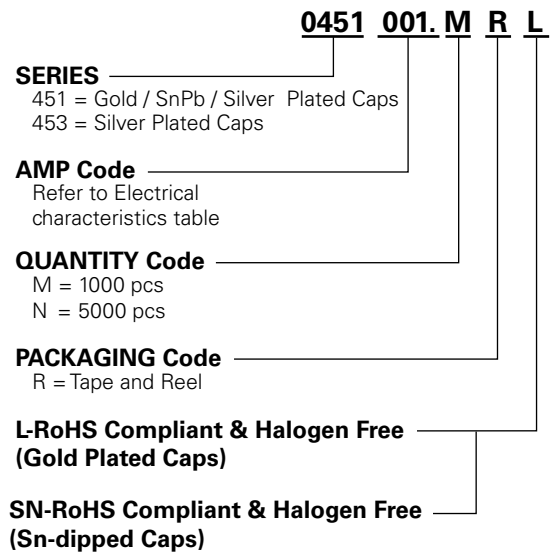 0451 001. M R L
SERIES
451 = Gold / SnPb / Silver Plated Caps
453 = Silver Plated Caps
AMP Code
Refer to Electrical
characteristics table
QUANTITY Code
M = 1000 pcs
N = 5000 pcs
PACKAGING Code
R = Tape and Reel
L-RoHS Compliant & Halogen Free
(Gold Plated Caps)
SN-RoHS Compliant & Halogen Free
(Sn-dipped Caps)